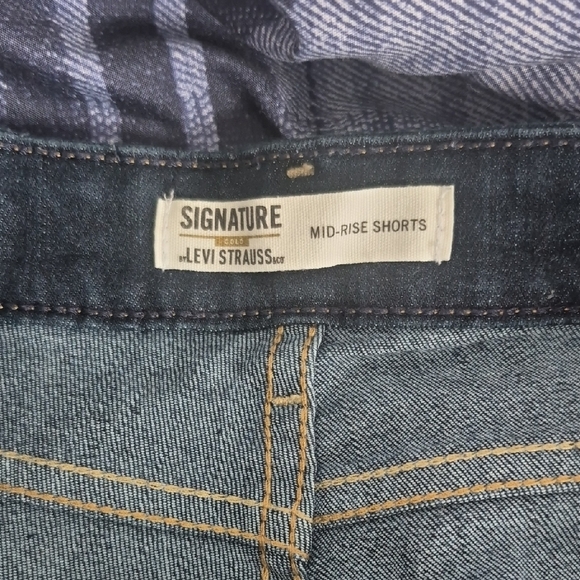 SIGNATURE
GOLD
BY LEVI STRAUSS &CO
MID-RISE SHORTS